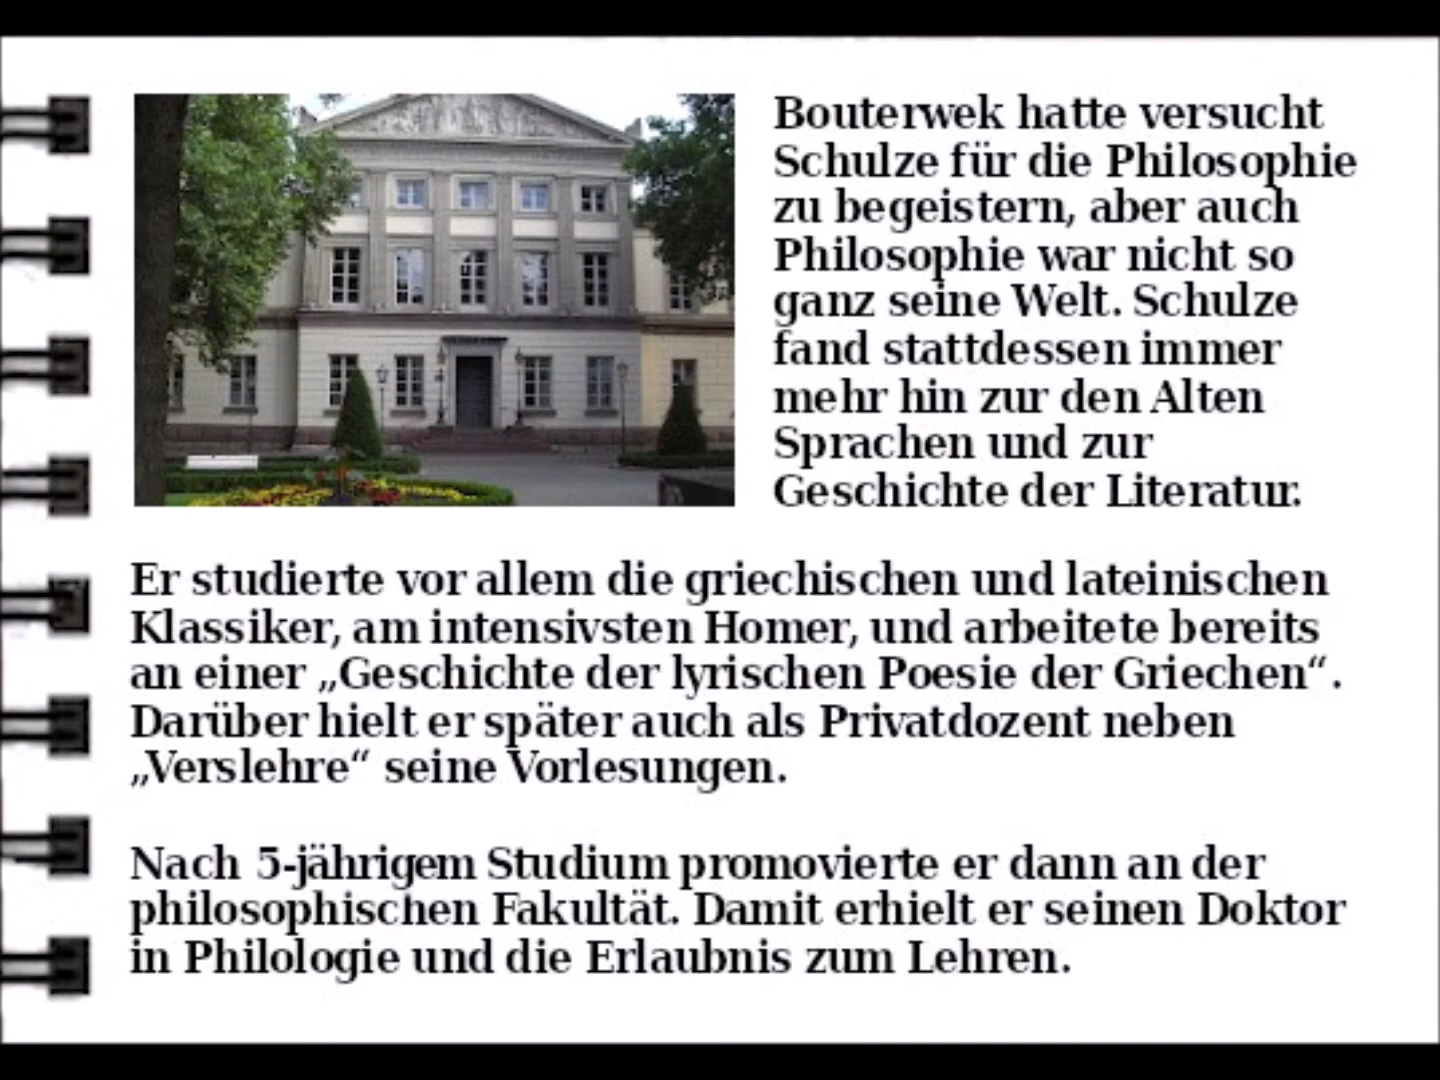 Bouterwek hatte versucht
Schulze für die Philosophie
zu begeistern, aber auch
Philosophie war nicht so
ganz seine Welt. Schulze
fand stattdessen immer
mehr hin zur den Alten
Sprachen und zur
Geschichte der Literatur.
Er studierte vor allem die griechischen und lateinischen
Klassiker, am intensivsten Homer, und arbeitete bereits
an einer „Geschichte der lyrischen Poesie der Griechen“.
Darüber hielt er später auch als Privatdozent neben
„Verslehre“ seine Vorlesungen.
Nach 5-jährigem Studium promovierte er dann an der
philosophischen Fakultät. Damit erhielt er seinen Doktor
in Philologie und die Erlaubnis zum Lehren.